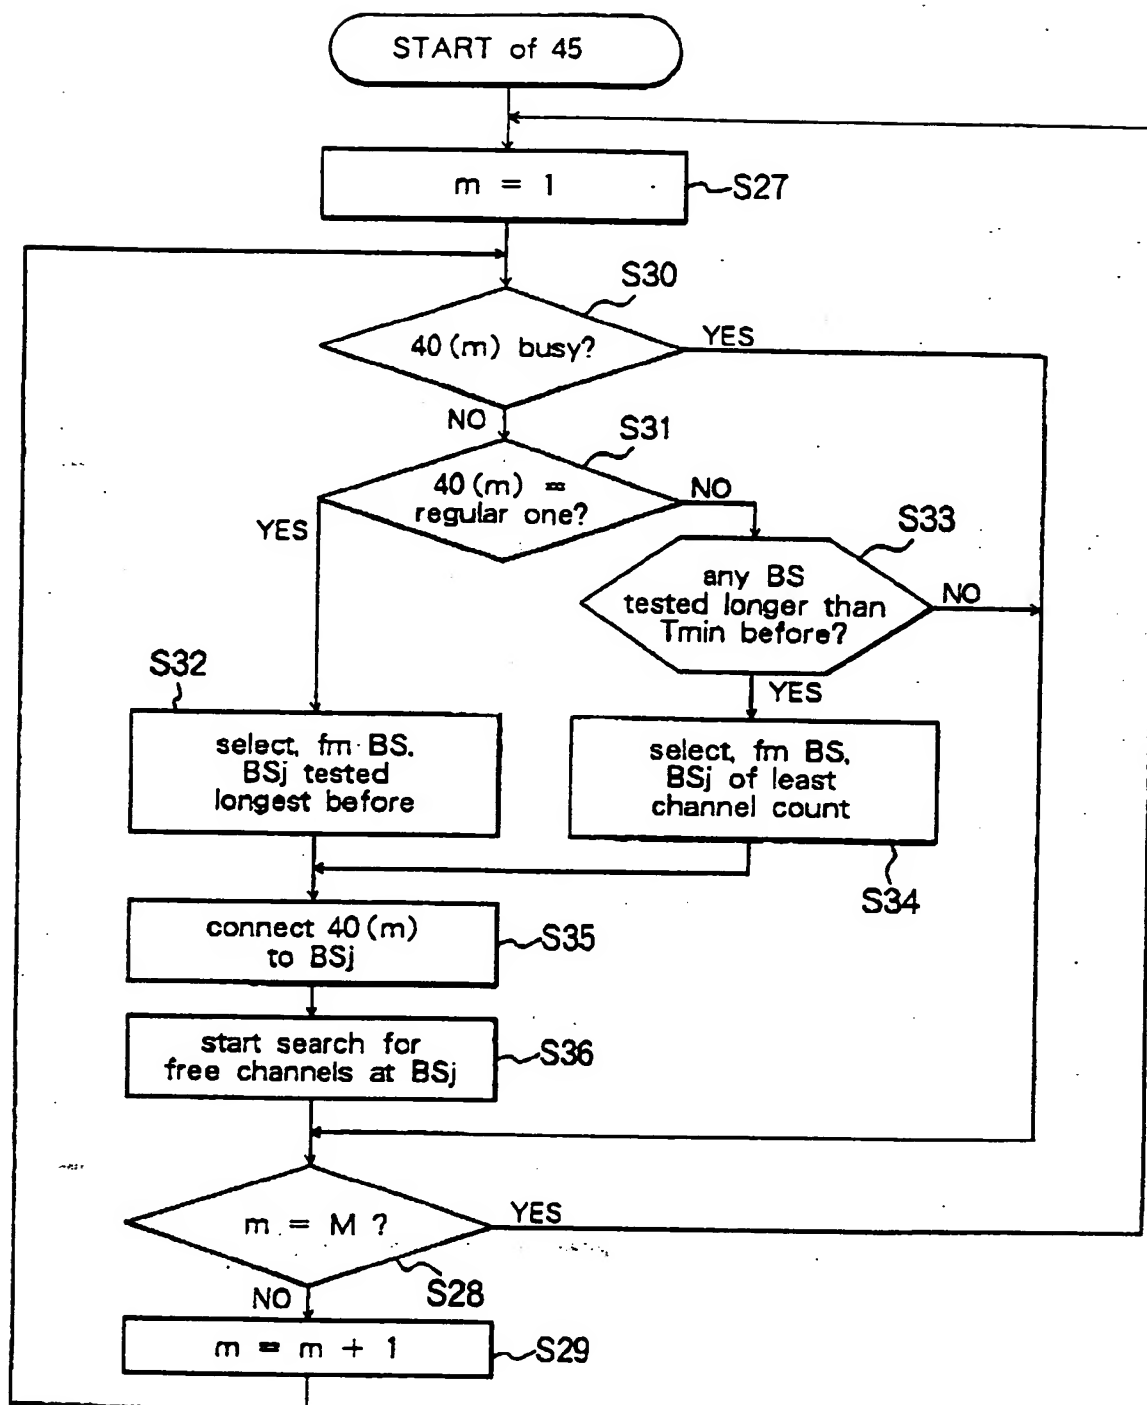 START of 45
m = 1
S27
S30
40(m) busy?
YES
NO
S31
40(m) =
regular one?
NO
YES
S33
any BS
tested longer than
Tmin before?
NO
YES
S32
select, fm BS,
BSj tested
longest before
select, fm BS,
BSj of least
channel count
S34
connect 40(m)
to BSj
S35
start search for
free channels at BSj
S36
m = M ?
YES
S28
NO
m = m + 1
S29